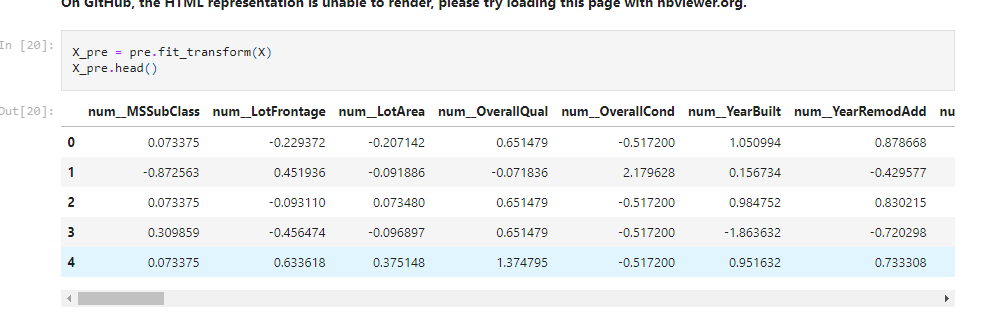 On GitHub, the HTML representation is unable to render, please try loading this page with nbviewer.org.
In [20]:
X_pre = pre.fit_transform(X)
X_pre.head()
Out[20]:
num__MSSubClass num__LotFrontage num__LotArea num__OverallQual num__OverallCond num__YearBuilt num__YearRemodAdd nu
0 0.073375 -0.229372 -0.207142 0.651479 -0.517200 1.050994 0.878668
1 -0.872563 0.451936 -0.091886 -0.071836 2.179628 0.156734 -0.429577
2 0.073375 -0.093110 0.073480 0.651479 -0.517200 0.984752 0.830215
3 0.309859 -0.456474 -0.096897 0.651479 -0.517200 -1.863632 -0.720298
4 0.073375 0.633618 0.375148 1.374795 -0.517200 0.951632 0.733308